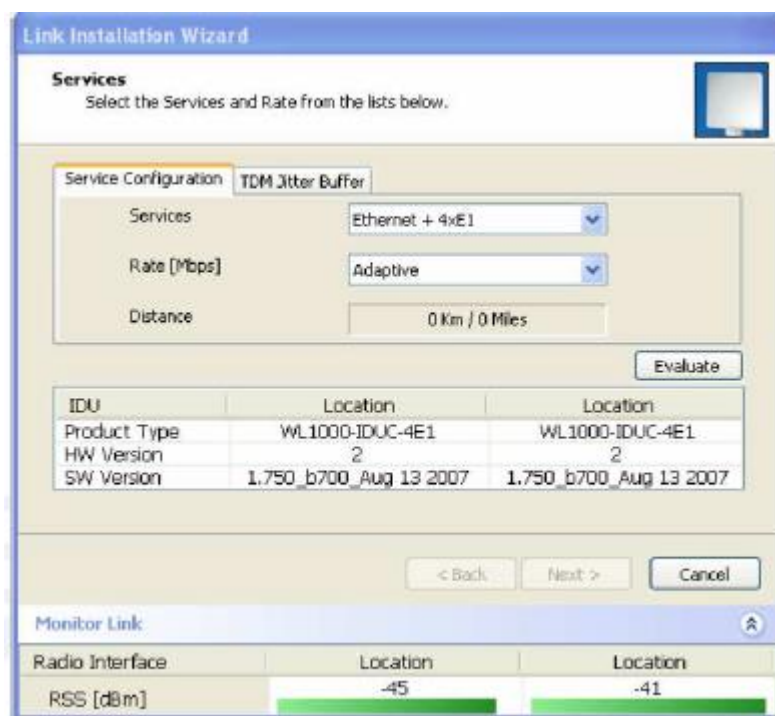 Link Installation Wizard
Services
Select the Services and Rate from the lists below.
Service Configuration TDM Jitter Buffer
Services Ethernet + 4xE1
Rate [Mbps] Adaptive
Distance 0 Km / 0 Miles
Evaluate
IDU Location Location
Product Type WL1000-IDUC-4E1 WL1000-IDUC-4E1
HW Version 2 2
SW Version 1.750_b700_Aug 13 2007 1.750_b700_Aug 13 2007
< Back Next > Cancel
Monitor Link
Radio Interface Location Location
RSS [dBm] -45 -41